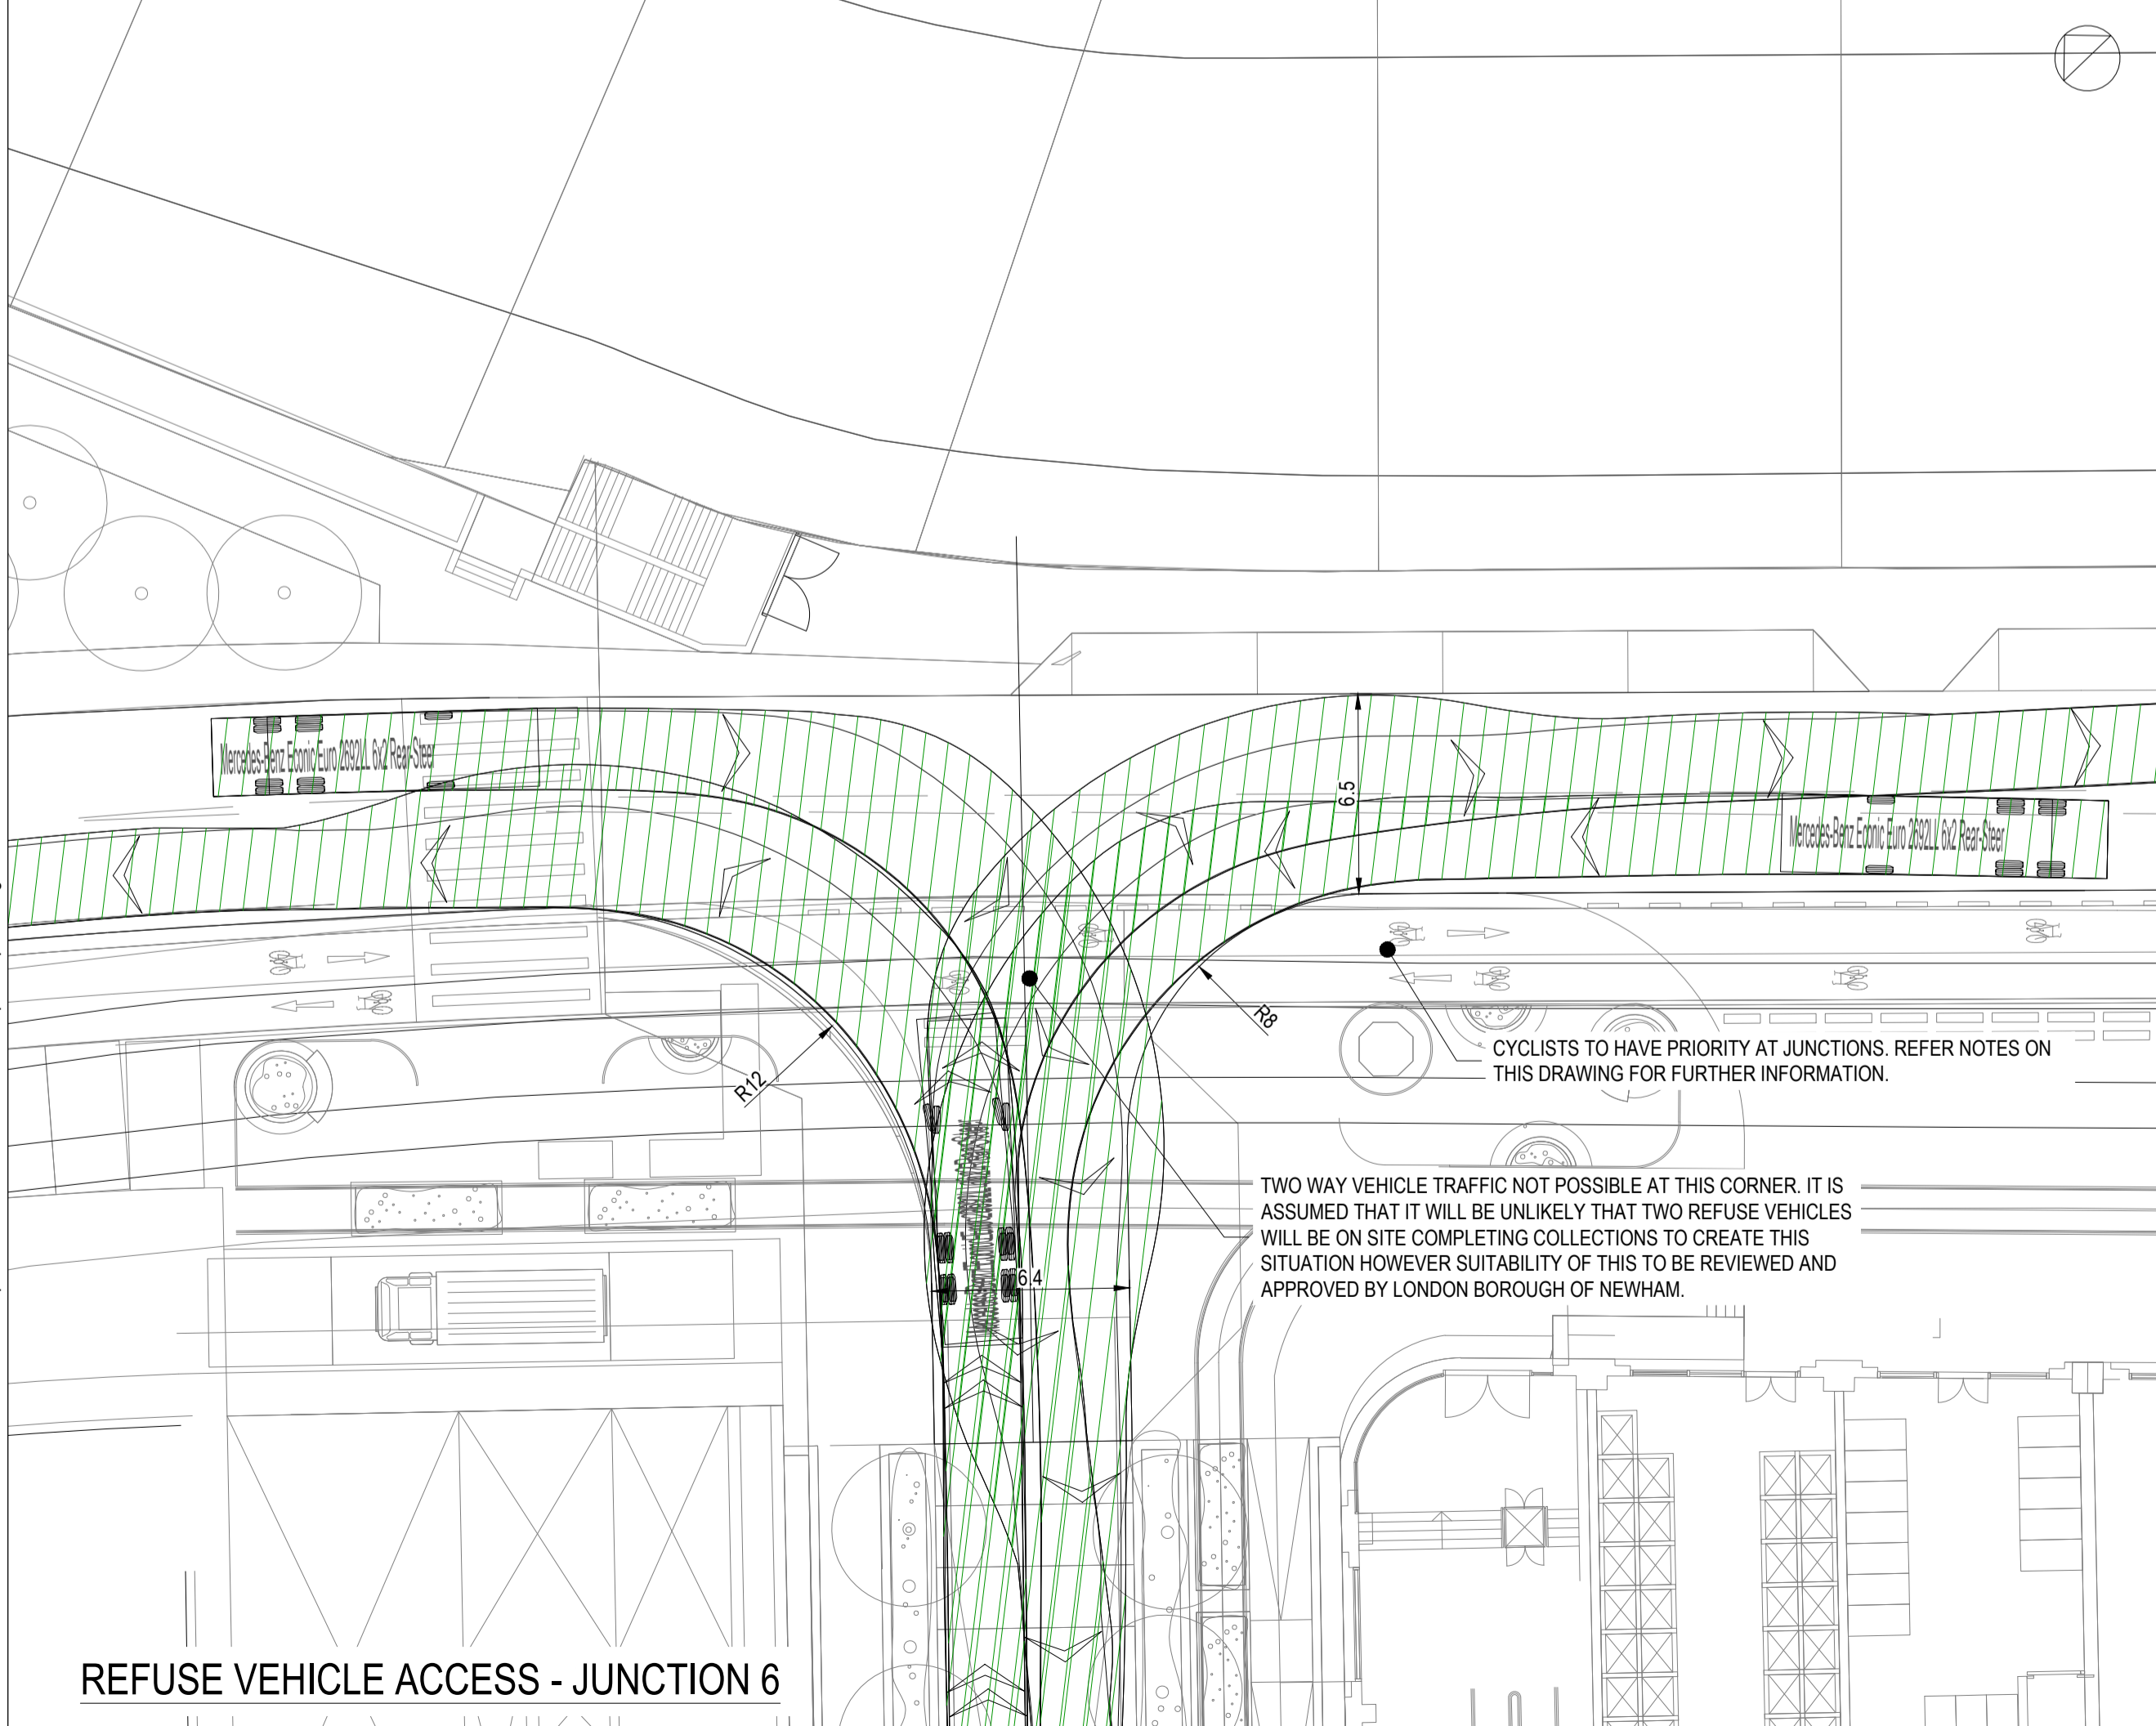 Mercedes-Benz Econic Euro 2692LL 6x2 Rear-Steer
6.5
Mercedes-Benz Econic Euro 2692LL 6x2 Rear-Steer
R8
R12
CYCLISTS TO HAVE PRIORITY AT JUNCTIONS. REFER NOTES ON
THIS DRAWING FOR FURTHER INFORMATION.
TWO WAY VEHICLE TRAFFIC NOT POSSIBLE AT THIS CORNER. IT IS
ASSUMED THAT IT WILL BE UNLIKELY THAT TWO REFUSE VEHICLES
WILL BE ON SITE COMPLETING COLLECTIONS TO CREATE THIS
SITUATION HOWEVER SUITABILITY OF THIS TO BE REVIEWED AND
APPROVED BY LONDON BOROUGH OF NEWHAM.
6.4
REFUSE VEHICLE ACCESS - JUNCTION 6